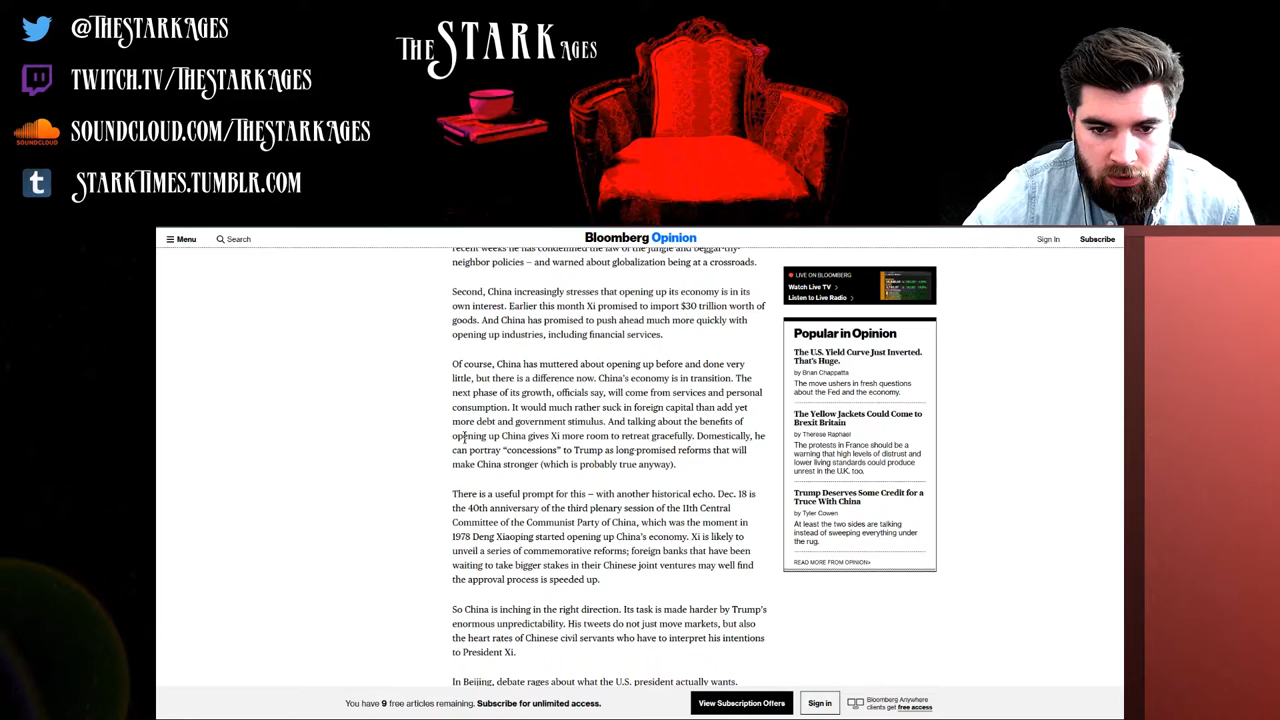 @TheStarkAges
twitch.tv/TheStarkAges
SOUNDCLOUD
soundcloud.com/TheStarkAges
StarkTimes.tumblr.com
The STARK Ages
Menu
Search
Bloomberg Opinion
Sign In
Subscribe
recent weeks he has condemned the law of the jungle and beggar-thy-
neighbor policies – and warned about globalization being at a crossroads.
Second, China increasingly stresses that opening up its economy is in its
own interest. Earlier this month Xi promised to import $30 trillion worth of
goods. And China has promised to push ahead much more quickly with
opening up industries, including financial services.
Of course, China has muttered about opening up before and done very
little, but there is a difference now. China's economy is in transition. The
next phase of its growth, officials say, will come from services and personal
consumption. It would much rather suck in foreign capital than add yet
more debt and government stimulus. And talking about the benefits of
opening up China gives Xi more room to retreat gracefully. Domestically, he
can portray “concessions” to Trump as long-promised reforms that will
make China stronger (which is probably true anyway).
There is a useful prompt for this – with another historical echo. Dec. 18 is
the 40th anniversary of the third plenary session of the 11th Central
Committee of the Communist Party of China, which was the moment in
1978 Deng Xiaoping started opening up China's economy. Xi is likely to
unveil a series of commemorative reforms; foreign banks that have been
waiting to take bigger stakes in their Chinese joint ventures may well find
the approval process is speeded up.
So China is inching in the right direction. Its task is made harder by Trump's
enormous unpredictability. His tweets do not just move markets, but also
the heart rates of Chinese civil servants who have to interpret his intentions
to President Xi.
In Beijing, debate rages about what the U.S. president actually wants.
LIVE ON BLOOMBERG
Watch Live TV
Listen to Live Radio
Popular in Opinion
The U.S. Yield Curve Just Inverted.
That's Huge.
by Brian Chappatta
The move ushers in fresh questions
about the Fed and the economy.
The Yellow Jackets Could Come to
Brexit Britain
by Therese Raphael
The protests in France should be a
warning that high levels of distrust and
lower living standards could produce
unrest in the U.K. too.
Trump Deserves Some Credit for a
Truce With China
by Tyler Cowen
At least the two sides are talking
instead of sweeping everything under
the rug.
READ MORE FROM OPINION>
You have 9 free articles remaining. Subscribe for unlimited access.
View Subscription Offers
Sign in
Bloomberg Anywhere
clients get free access